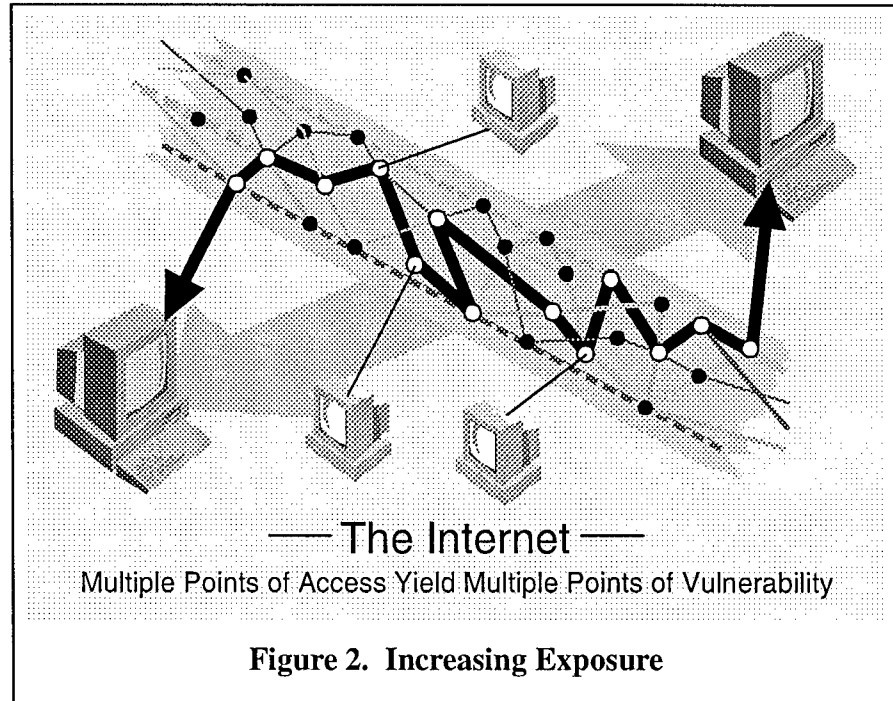 The Internet
Multiple Points of Access Yield Multiple Points of Vulnerability
Figure 2. Increasing Exposure